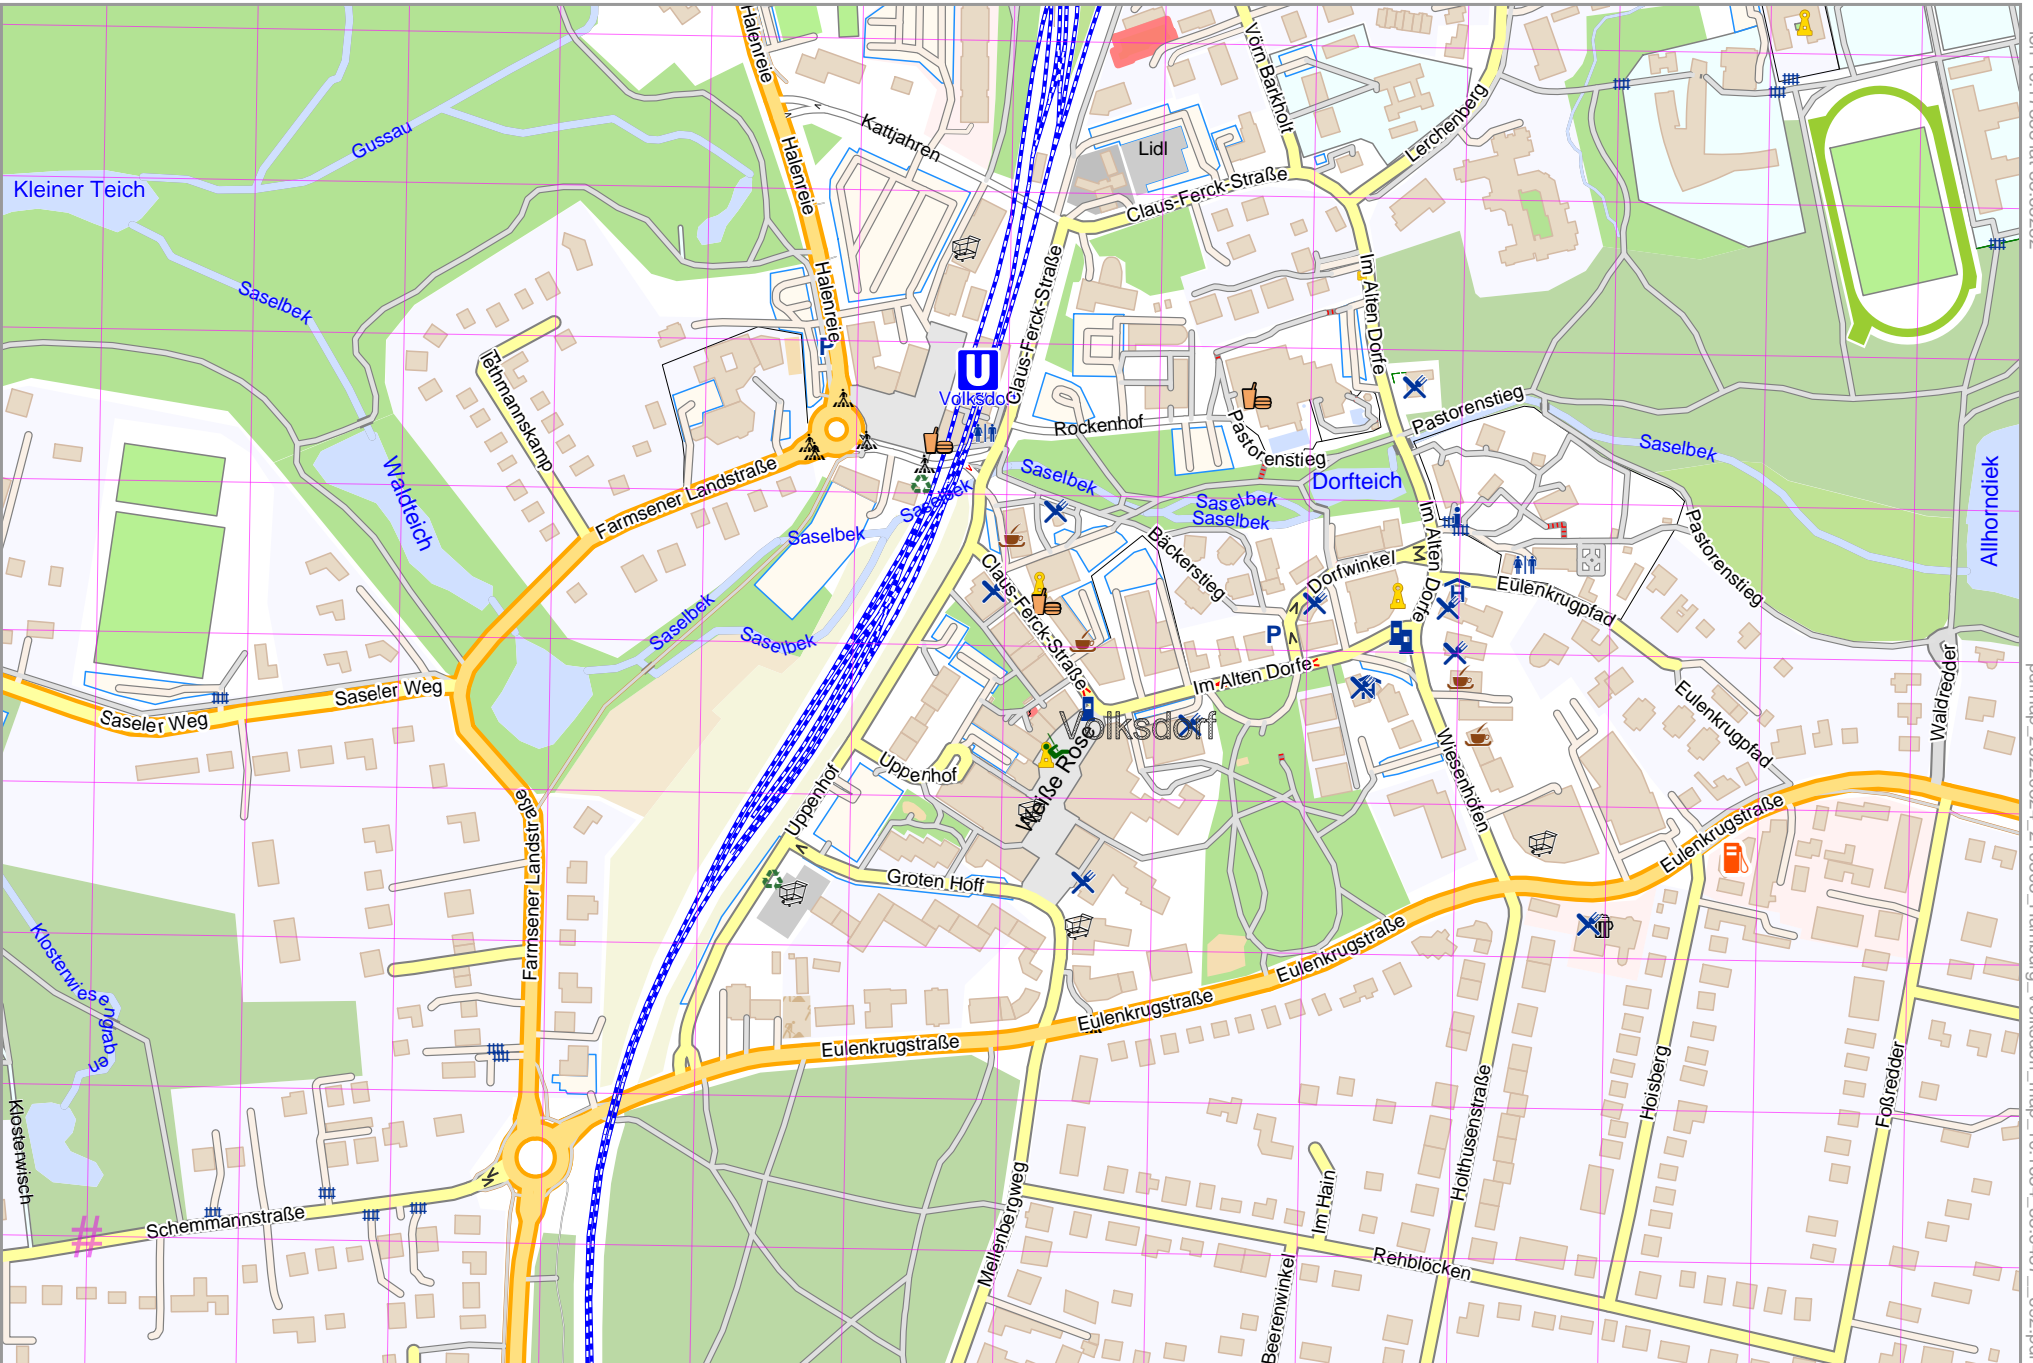 Halenreie
Vörn Barkholt
Gussau
Kattjahren
Halenreie
Lidl
Lerchenberg
Kleiner Teich
Claus-Ferck-Straße
Saselbek
Halenreie
Claus-Ferck-Straße
Im Alten Dorfe
Tethmannskamp
P
U
Volksdo
Pastorenstieg
Rockenhof
Pastorenstieg
Saselbek
Waldteich
Farmsener Landstraße
Saselbek
Dorfteich
Saselbek
Saselbek
Saselbek
Saselbek
Allhorndiek
Bäckerstieg
Im Alten Dorfe
Pastorenstieg
Claus-Ferck-Straße
Dorfwinkel
Eulenkrugpfad
H
Saselbek
Saselbek
P
Saseler Weg
Saseler Weg
Im Alten Dorfe
Eulenkrugpfad
Waldredder
Volksdorf
Weiße Rose
Uppenhof
Uppenhof
Wiesenhöfen
Farmsener Landstraße
Eulenkrugstraße
Groten Hoff
Klosterwiesengraben
Farmsener Landstraße
Eulenkrugstraße
Eulenkrugstraße
Eulenkrugstraße
Klosterwisch
Holthusenstraße
Hoisberg
Foßredder
Schemmannstraße
Mellenbergweg
Im Hain
Rehblöcken
Beerenwinkel